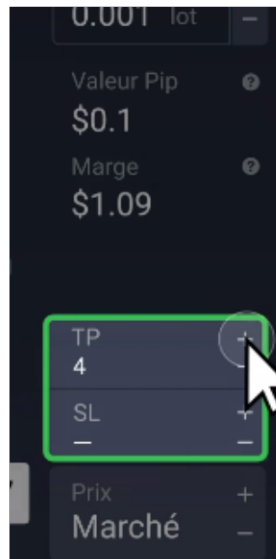 0.001 lot −
Valeur Pip ?
$0.1
Marge ?
$1.09
TP +
4
SL +
— −
Prix +
Marché −